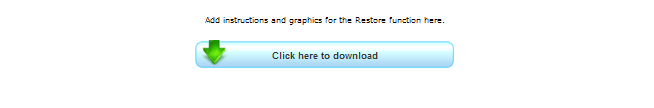 Add instructions and graphics for the Restore function here.
Click here to download